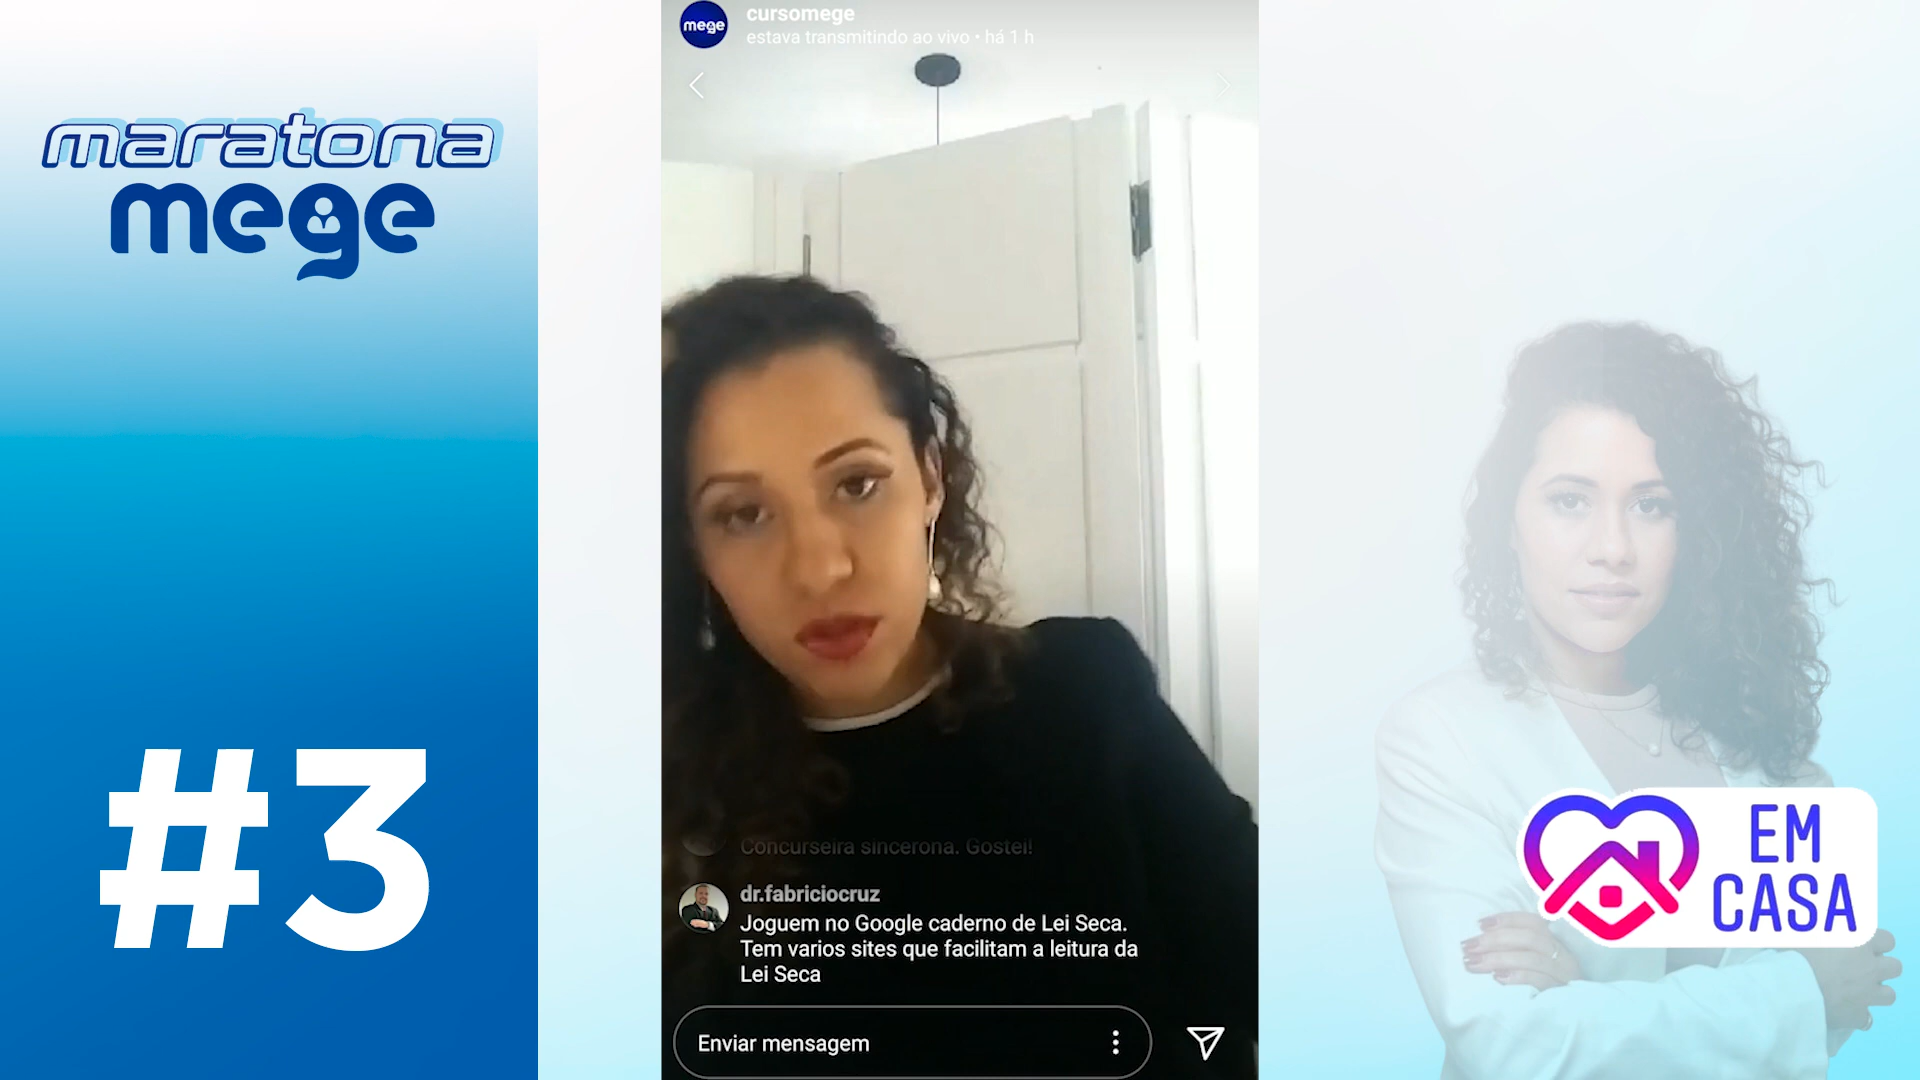 maratona
mege
#3
mege
cursomege
estava transmitindo ao vivo • há 1 h
Concurseira sincerona. Gostei!
dr.fabriciocruz
Joguem no Google caderno de Lei Seca.
Tem varios sites que facilitam a leitura da
Lei Seca
Enviar mensagem
EM
CASA